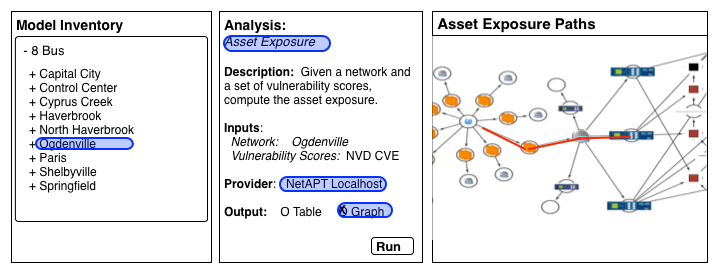 Model Inventory
- 8 Bus
+ Capital City
+ Control Center
+ Cyprus Creek
+ Haverbrook
+ North Haverbrook
+ Ogdenville
+ Paris
+ Shelbyville
+ Springfield
Analysis:
Asset Exposure
Description: Given a network and
a set of vulnerability scores,
compute the asset exposure.
Inputs:
Network: Ogdenville
Vulnerability Scores: NVD CVE
Provider: NetAPT Localhost
Output: O Table X Graph
Run
Asset Exposure Paths